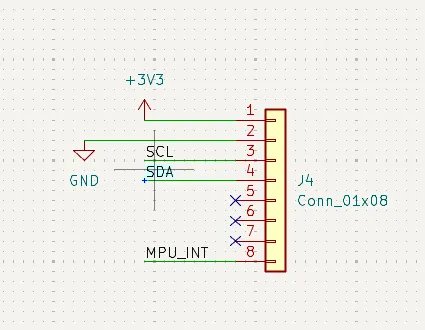 +3V3
1
2
SCL
3
SDA
4
GND
J4
5
Conn_01x08
6
7
MPU_INT
8